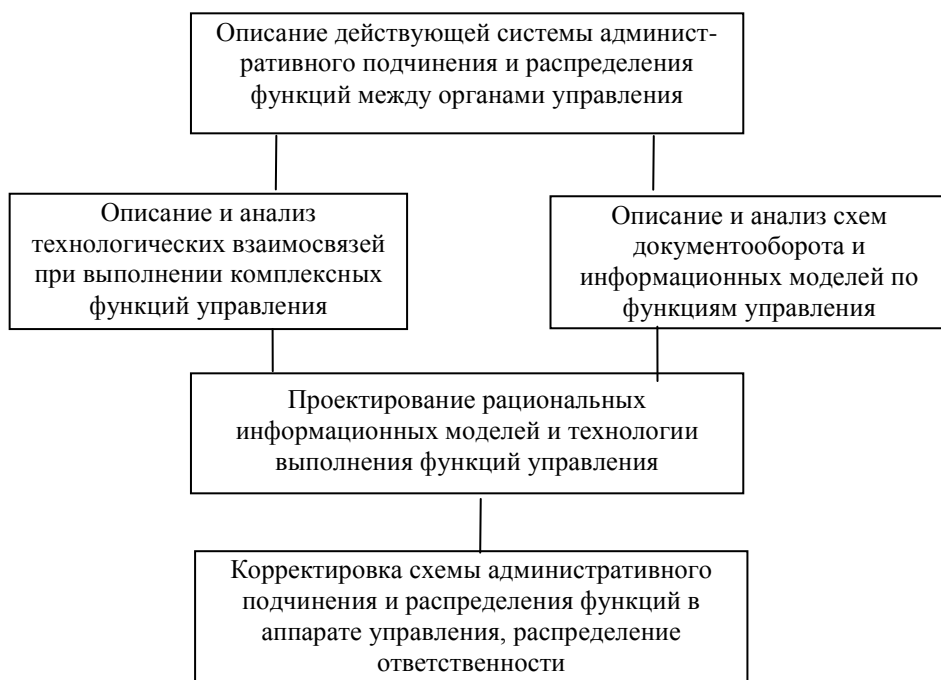 Описание действующей системы админист-
ративного подчинения и распределения
функций между органами управления
Описание и анализ
технологических взаимосвязей
при выполнении комплексных
функций управления
Описание и анализ схем
документооборота и
информационных моделей по
функциям управления
Проектирование рациональных
информационных моделей и технологии
выполнения функций управления
Корректировка схемы административного
подчинения и распределения функций в
аппарате управления, распределение
ответственности